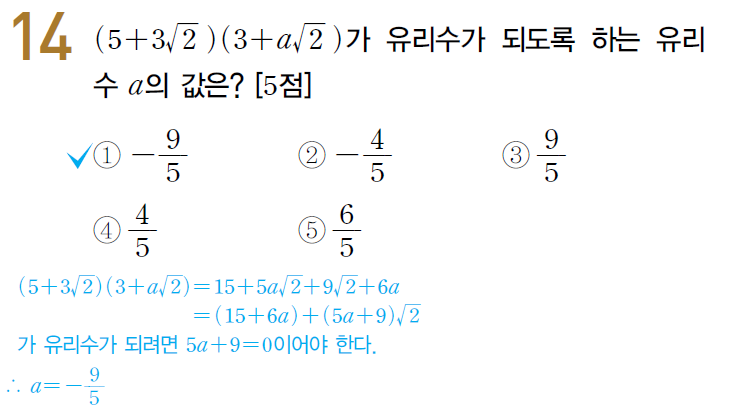 14 (5+3√2)(3+a√2)가 유리수가 되도록 하는 유리
수 a의 값은? [5점]
✓① -9/5 ② -4/5 ③ 9/5
④ 4/5 ⑤ 6/5
(5+3√2)(3+a√2)=15+5a√2+9√2+6a
=(15+6a)+(5a+9)√2
가 유리수가 되려면 5a+9=0이어야 한다.
∴ a=-9/5